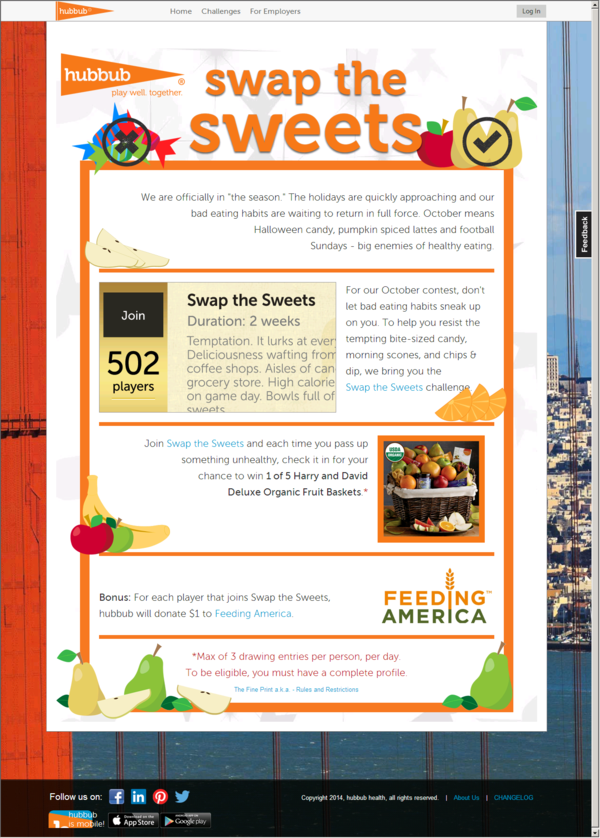 hubbub®
Home Challenges For Employers
Log In
hubbub®
play well. together.
swap the
sweets
We are officially in "the season." The holidays are quickly approaching and our
bad eating habits are waiting to return in full force. October means
Halloween candy, pumpkin spiced lattes and football
Sundays - big enemies of healthy eating.
Feedback
Join
502
players
Swap the Sweets
Duration: 2 weeks
Temptation. It lurks at every
Deliciousness wafting from
coffee shops. Aisles of can
grocery store. High calorie
on game day. Bowls full of
sweets
For our October contest, don't
let bad eating habits sneak up
on you. To help you resist the
tempting bite-sized candy,
morning scones, and chips &
dip, we bring you the
Swap the Sweets challenge.
Join Swap the Sweets and each time you pass up
something unhealthy, check it in for your
chance to win 1 of 5 Harry and David
Deluxe Organic Fruit Baskets.*
USDA
ORGANIC
Bonus: For each player that joins Swap the Sweets,
hubbub will donate $1 to Feeding America.
FEEDING™
AMERICA
*Max of 3 drawing entries per person, per day.
To be eligible, you must have a complete profile.
The Fine Print a.k.a. - Rules and Restrictions
Follow us on:
Copyright 2014, hubbub health, all rights reserved. | About Us | CHANGELOG
hubbub
is mobile!
Download on the
App Store
Google play